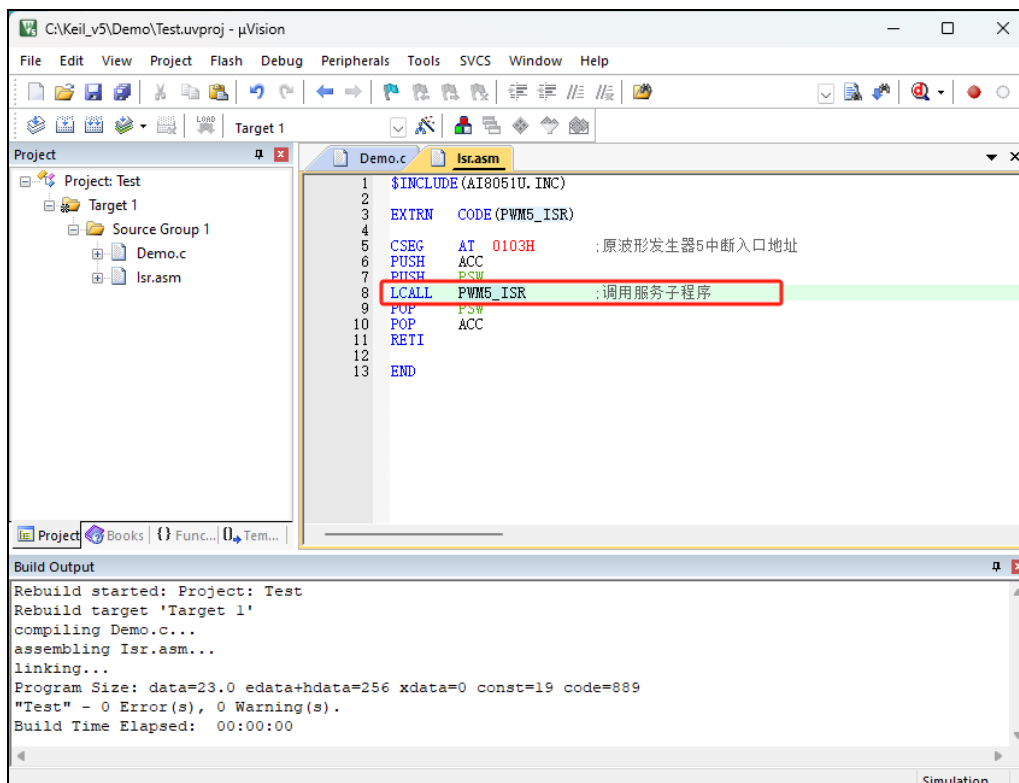 C:\Keil_v5\Demo\Test.uvproj - µVision
File Edit View Project Flash Debug Peripherals Tools SVCS Window Help
LOAD
Target 1
Project
Project: Test
Target 1
Source Group 1
Demo.c
Isr.asm
Demo.c Isr.asm
1 $INCLUDE(AI8051U.INC)
2
3 EXTRN CODE(PWM5_ISR)
4
5 CSEG AT 0103H ;原波形发生器5中断入口地址
6 PUSH ACC
7 PUSH PSW
8 LCALL PWM5_ISR ;调用服务子程序
9 POP PSW
10 POP ACC
11 RETI
12
13 END
Project Books {} Func... Tem...
Build Output
Rebuild started: Project: Test
Rebuild target 'Target 1'
compiling Demo.c...
assembling Isr.asm...
linking...
Program Size: data=23.0 edata+hdata=256 xdata=0 const=19 code=889
"Test" - 0 Error(s), 0 Warning(s).
Build Time Elapsed: 00:00:00
Simulation